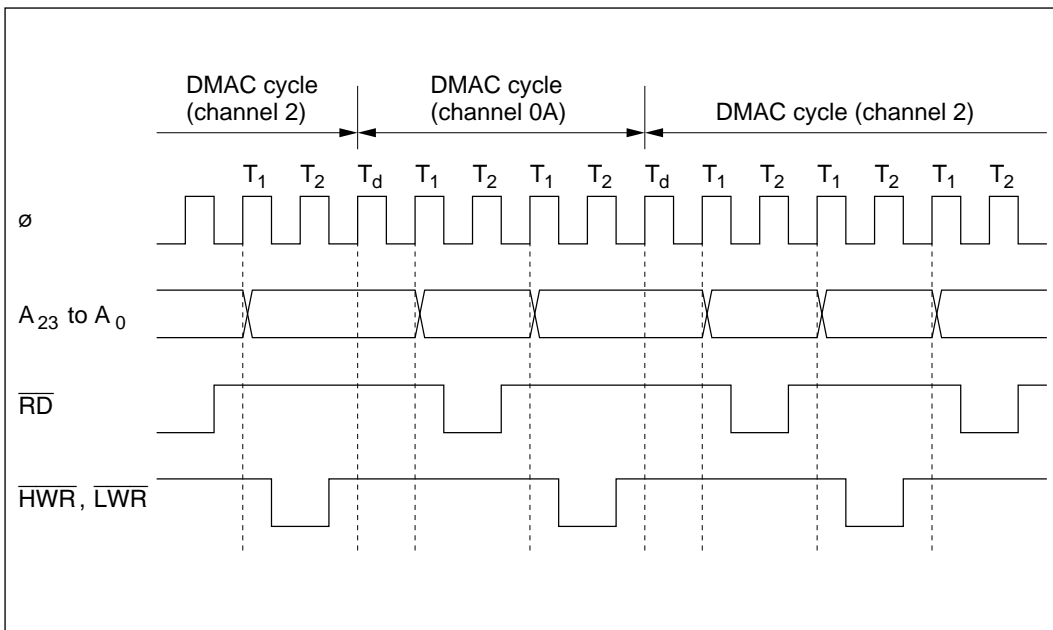 DMAC cycle
(channel 2)
DMAC cycle
(channel 0A)
DMAC cycle (channel 2)
T1 T2 Td T1 T2 T1 T2 Td T1 T2 T1 T2 T1 T2
ø
A23 to A0
RD
HWR, LWR